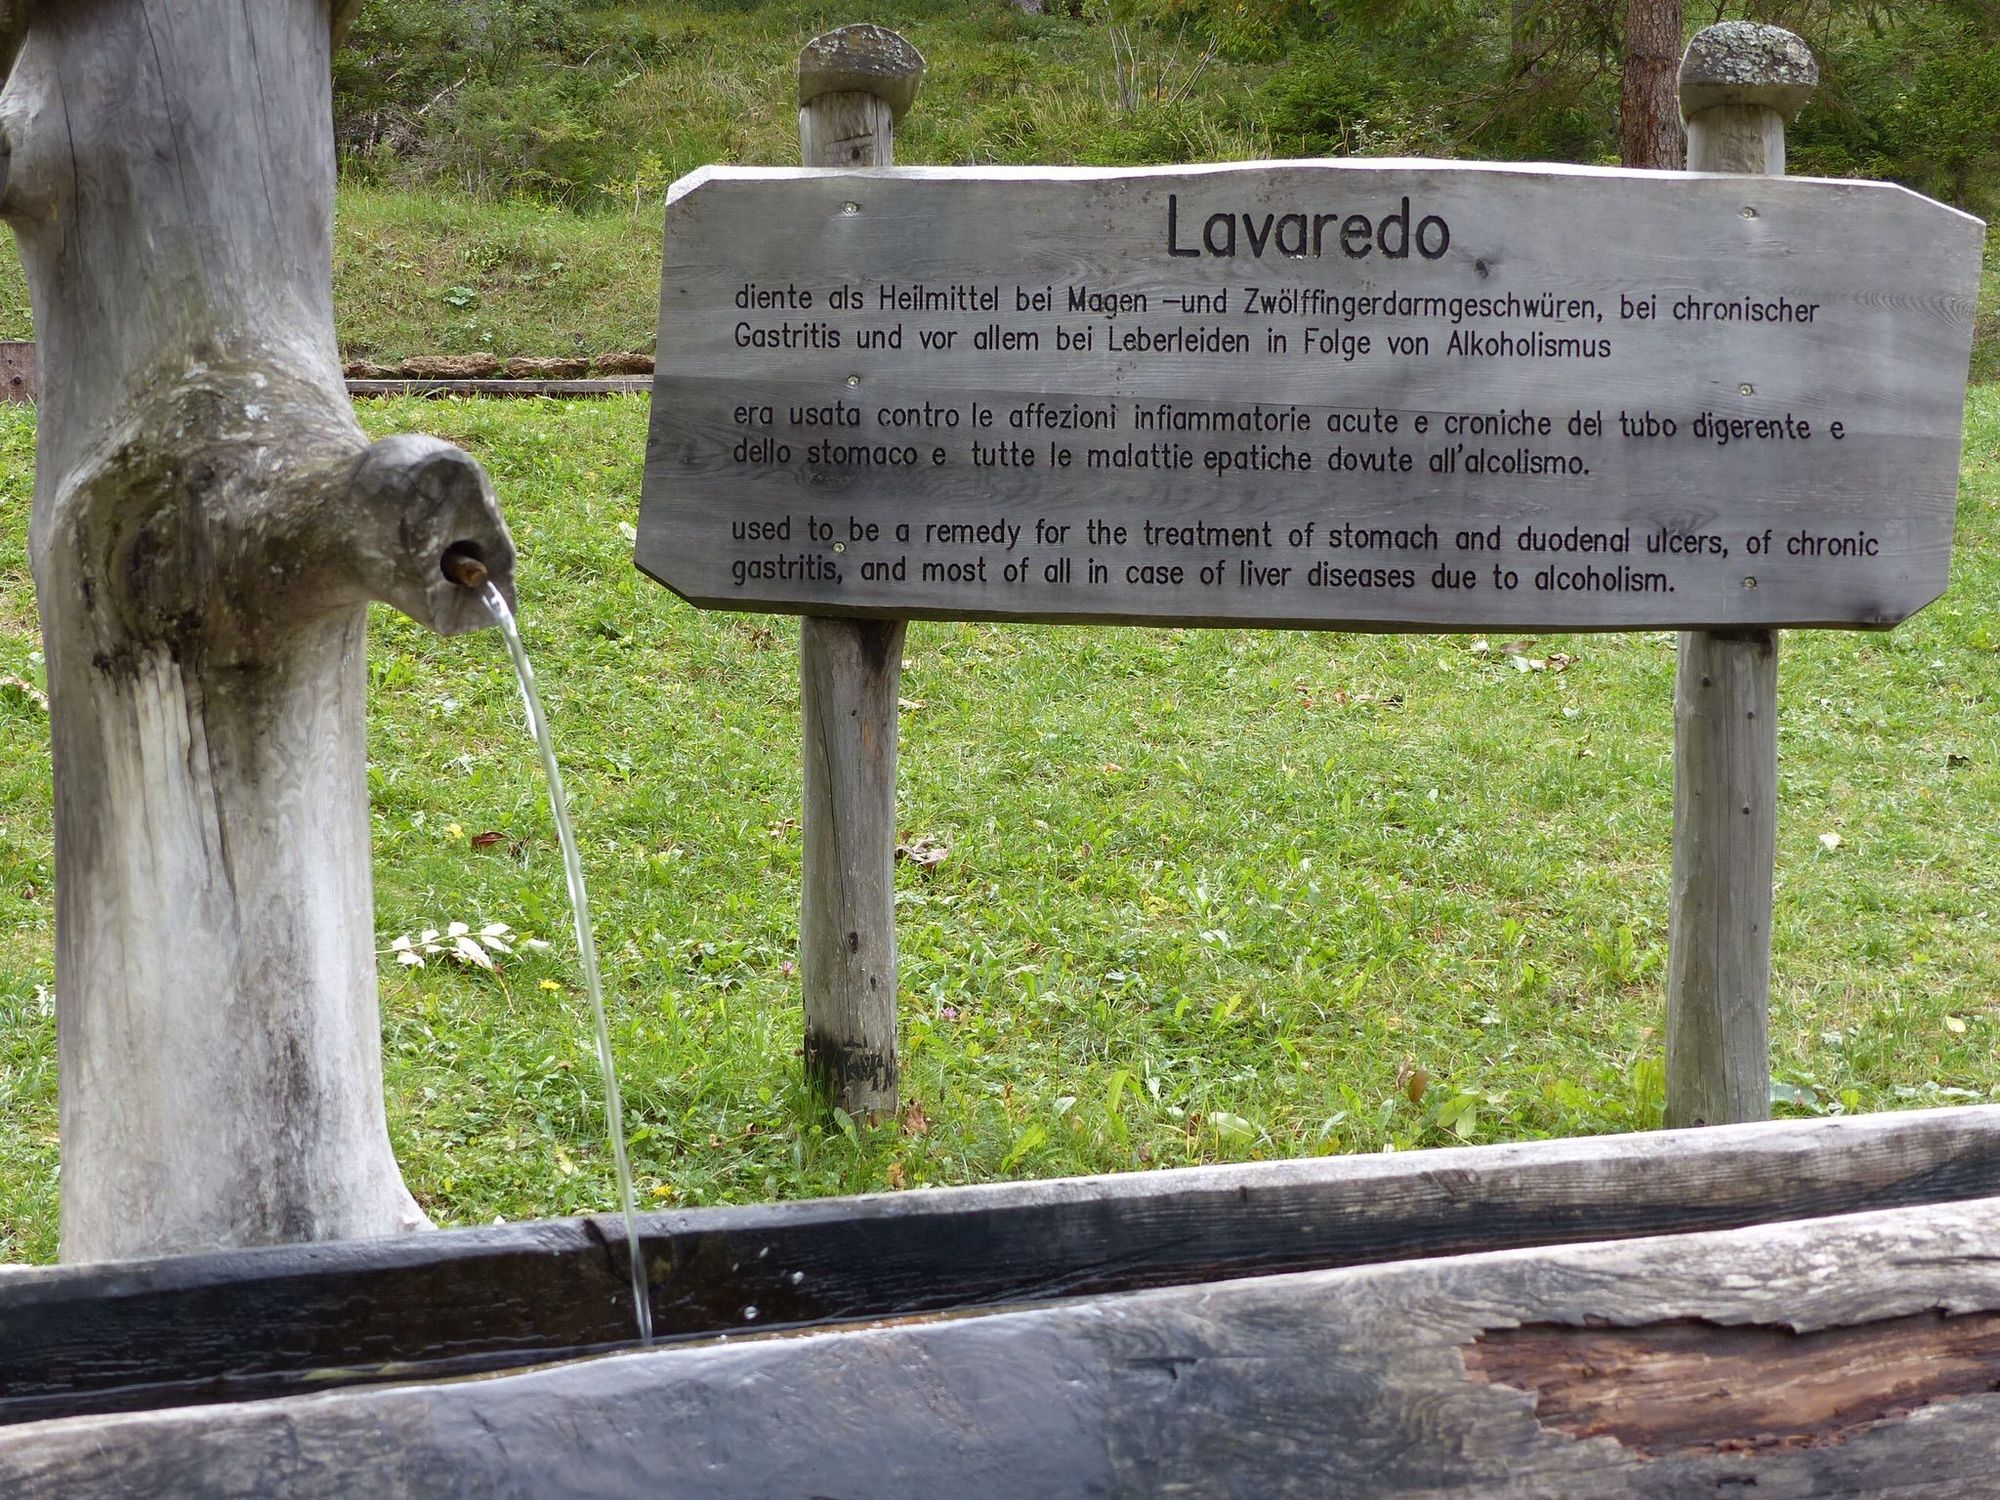 Lavaredo
diente als Heilmittel bei Magen -und Zwölffingerdarmgeschwüren, bei chronischer
Gastritis und vor allem bei Leberleiden in Folge von Alkoholismus
era usata contro le affezioni infiammatorie acute e croniche del tubo digerente e
dello stomaco e tutte le malattie epatiche dovute all'alcolismo.
used to be a remedy for the treatment of stomach and duodenal ulcers, of chronic
gastritis, and most of all in case of liver diseases due to alcoholism.